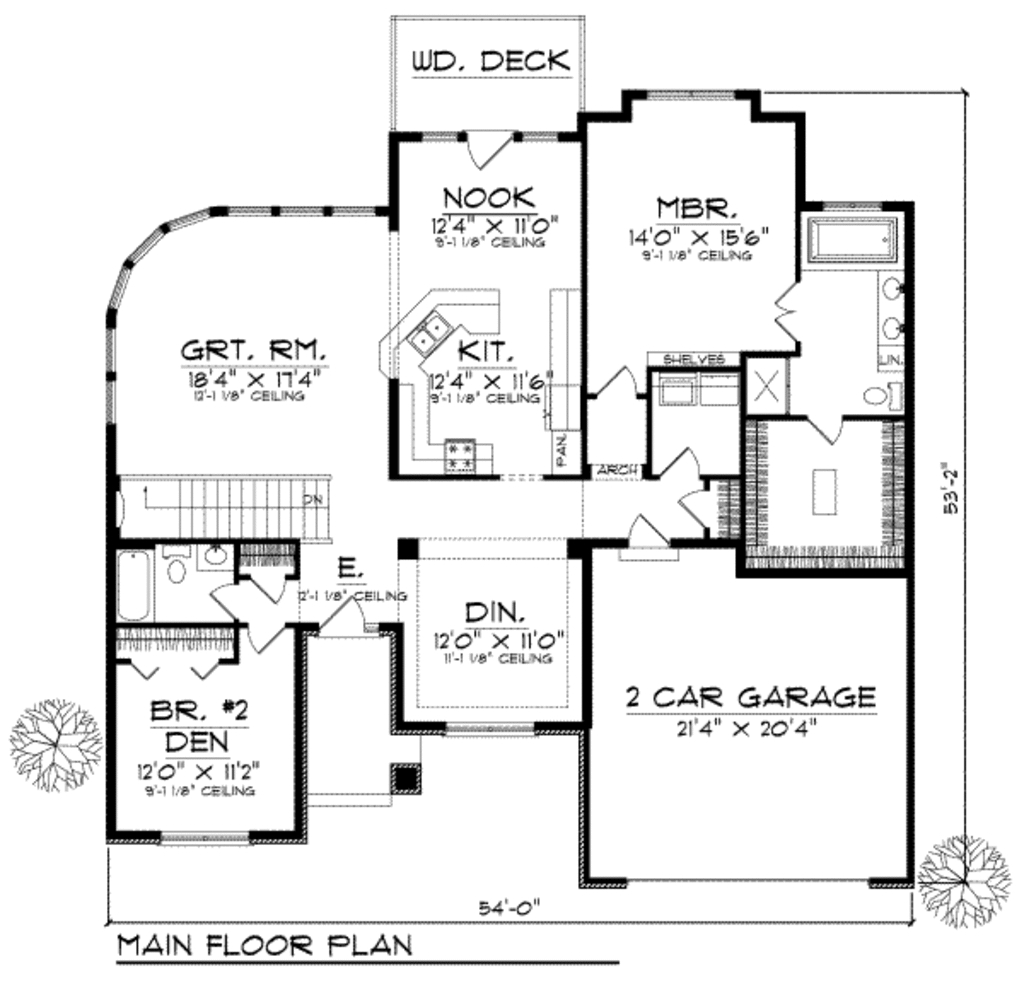 WD. DECK
NOOK
12'4" X 11'0"
9'-1 1/8" CEILING
MBR.
14'0" X 15'6"
9'-1 1/8" CEILING
GRT. RM.
18'4" X 17'4"
12'-1 1/8" CEILING
KIT.
12'4" X 11'6"
9'-1 1/8" CEILING
SHELVES
LIN.
PAN.
ARCH
DN
53'-2"
E.
12'-1 1/8" CEILING
DIN.
12'0" X 11'0"
11'-1 1/8" CEILING
BR. #2
DEN
12'0" X 11'2"
9'-1 1/8" CEILING
2 CAR GARAGE
21'4" X 20'4"
54'-0"
MAIN FLOOR PLAN